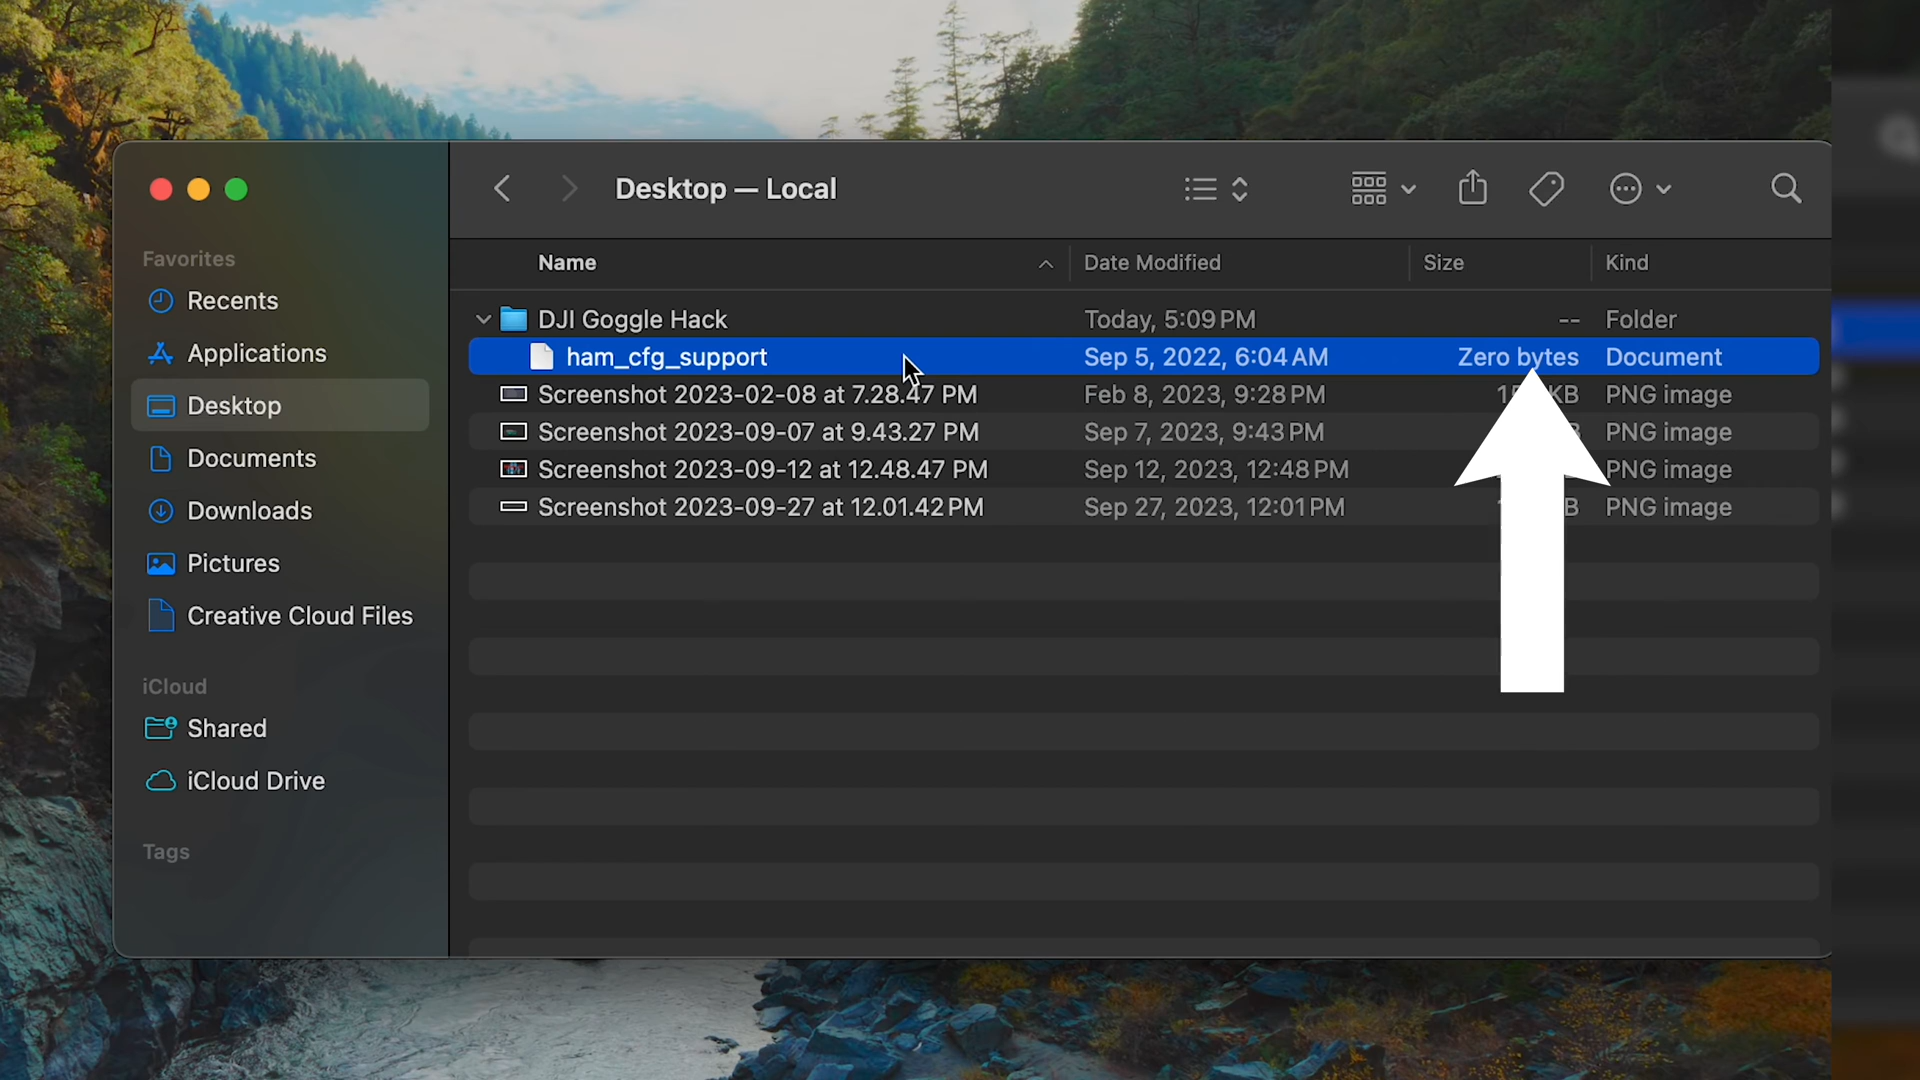 Desktop — Local
Favorites
Recents
Applications
Desktop
Documents
Downloads
Pictures
Creative Cloud Files
iCloud
Shared
iCloud Drive
Tags
Name Date Modified Size Kind
DJI Goggle Hack Today, 5:09 PM -- Folder
ham_cfg_support Sep 5, 2022, 6:04 AM Zero bytes Document
Screenshot 2023-02-08 at 7.28.47 PM Feb 8, 2023, 9:28 PM KB PNG image
Screenshot 2023-09-07 at 9.43.27 PM Sep 7, 2023, 9:43 PM PNG image
Screenshot 2023-09-12 at 12.48.47 PM Sep 12, 2023, 12:48 PM PNG image
Screenshot 2023-09-27 at 12.01.42 PM Sep 27, 2023, 12:01 PM PNG image